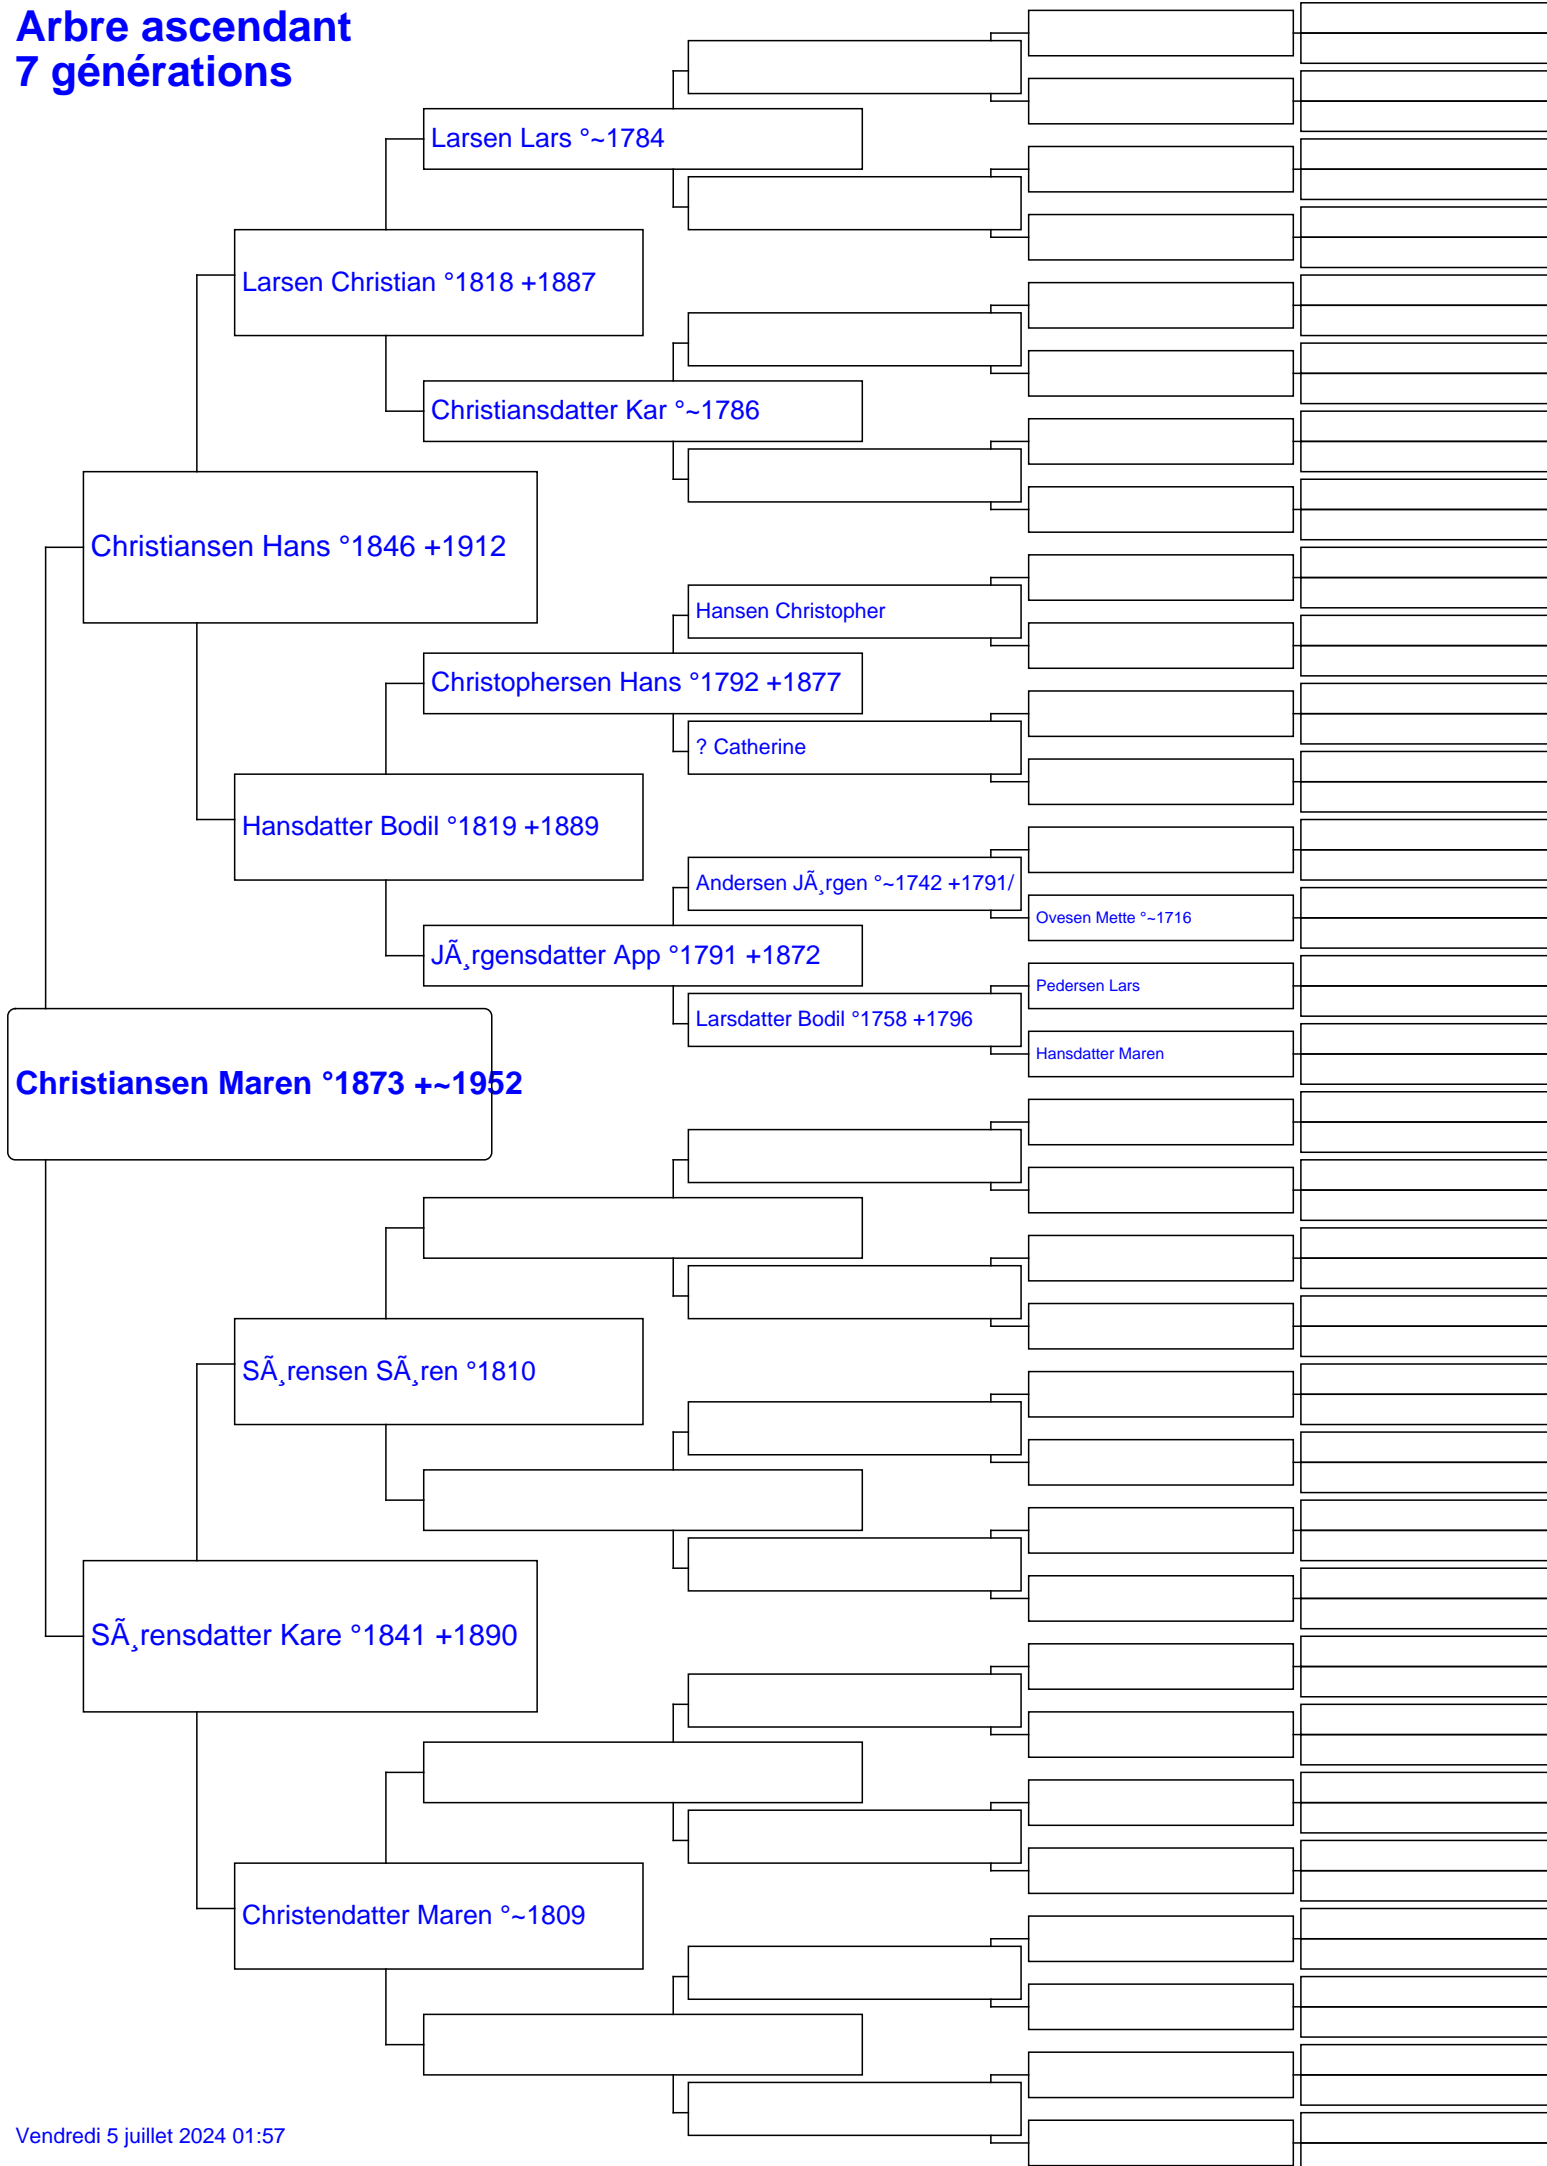 Arbre ascendant
7 générations
Larsen Lars °~1784
Larsen Christian °1818 +1887
Christiansdatter Kar °~1786
Christiansen Hans °1846 +1912
Hansen Christopher
Christophersen Hans °1792 +1877
? Catherine
Hansdatter Bodil °1819 +1889
Andersen JÃ¸rgen °~1742 +1791/
Ovesen Mette °~1716
JÃ¸rgensdatter App °1791 +1872
Pedersen Lars
Larsdatter Bodil °1758 +1796
Hansdatter Maren
Christiansen Maren °1873 +~1952
SÃ¸rensen SÃ¸ren °1810
SÃ¸rensdatter Kare °1841 +1890
Christendatter Maren °~1809
Vendredi 5 juillet 2024 01:57